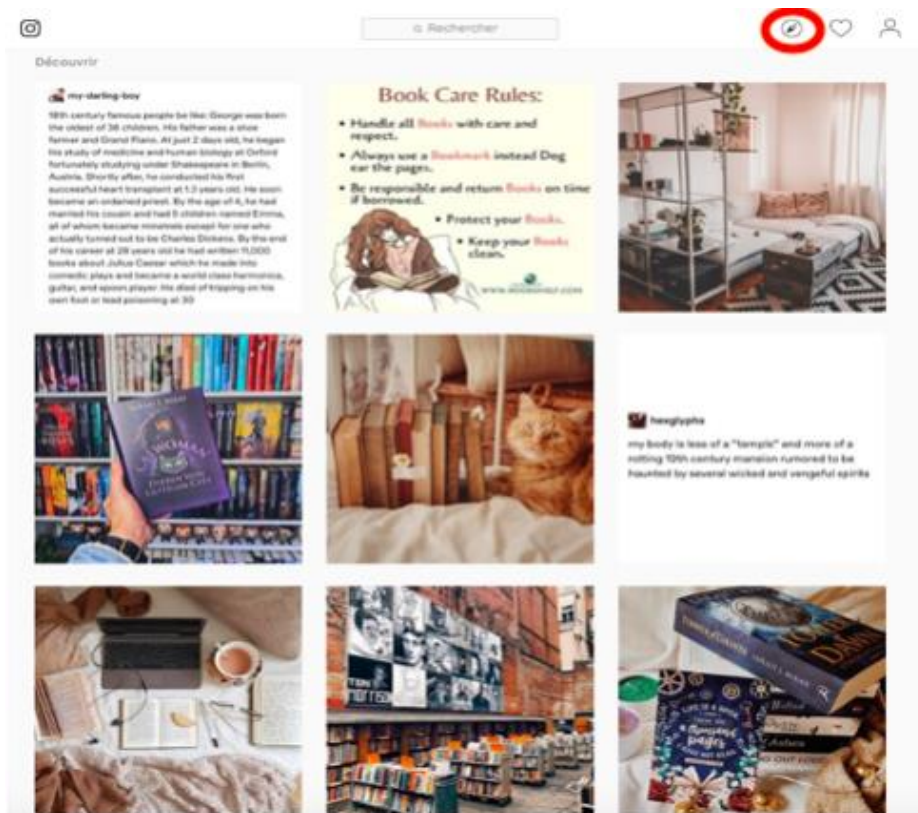 Rechercher
Découvrir
my-darling-boy
18th century famous people be like: George was born
the oldest of 36 children. His father was a shoe
farmer and Grand Piano. At just 2 days old, he began
his study of medicine and human biology at Oxford
fortunately studying under Shakespeare in Berlin,
Austria. Shortly after, he conducted his first
successful heart transplant at 1.3 years old. He soon
became an ordained priest. By the age of 4, he had
married his cousin and had 5 children named Emma,
all of whom became minstrels except for one who
actually turned out to be Charles Dickens. By the end
of his career at 28 years old he had written 11,000
books about Julius Caesar which he made into
comedic plays and became a world class harmonica,
guitar, and spoon player. He died of tripping on his
own foot or lead poisoning at 30
Book Care Rules:
• Handle all Books with care and
respect.
• Always use a Bookmark instead Dog
ear the pages.
• Be responsible and return Books on time
if borrowed.
• Protect your Books.
• Keep your Books
clean.
hexglyphs
my body is less of a "temple" and more of a
rotting 19th century mansion rumored to be
haunted by several wicked and vengeful spirits
WOMAN
MORRISON
LIFE IS A BOOK
thousand
pages
DAWN